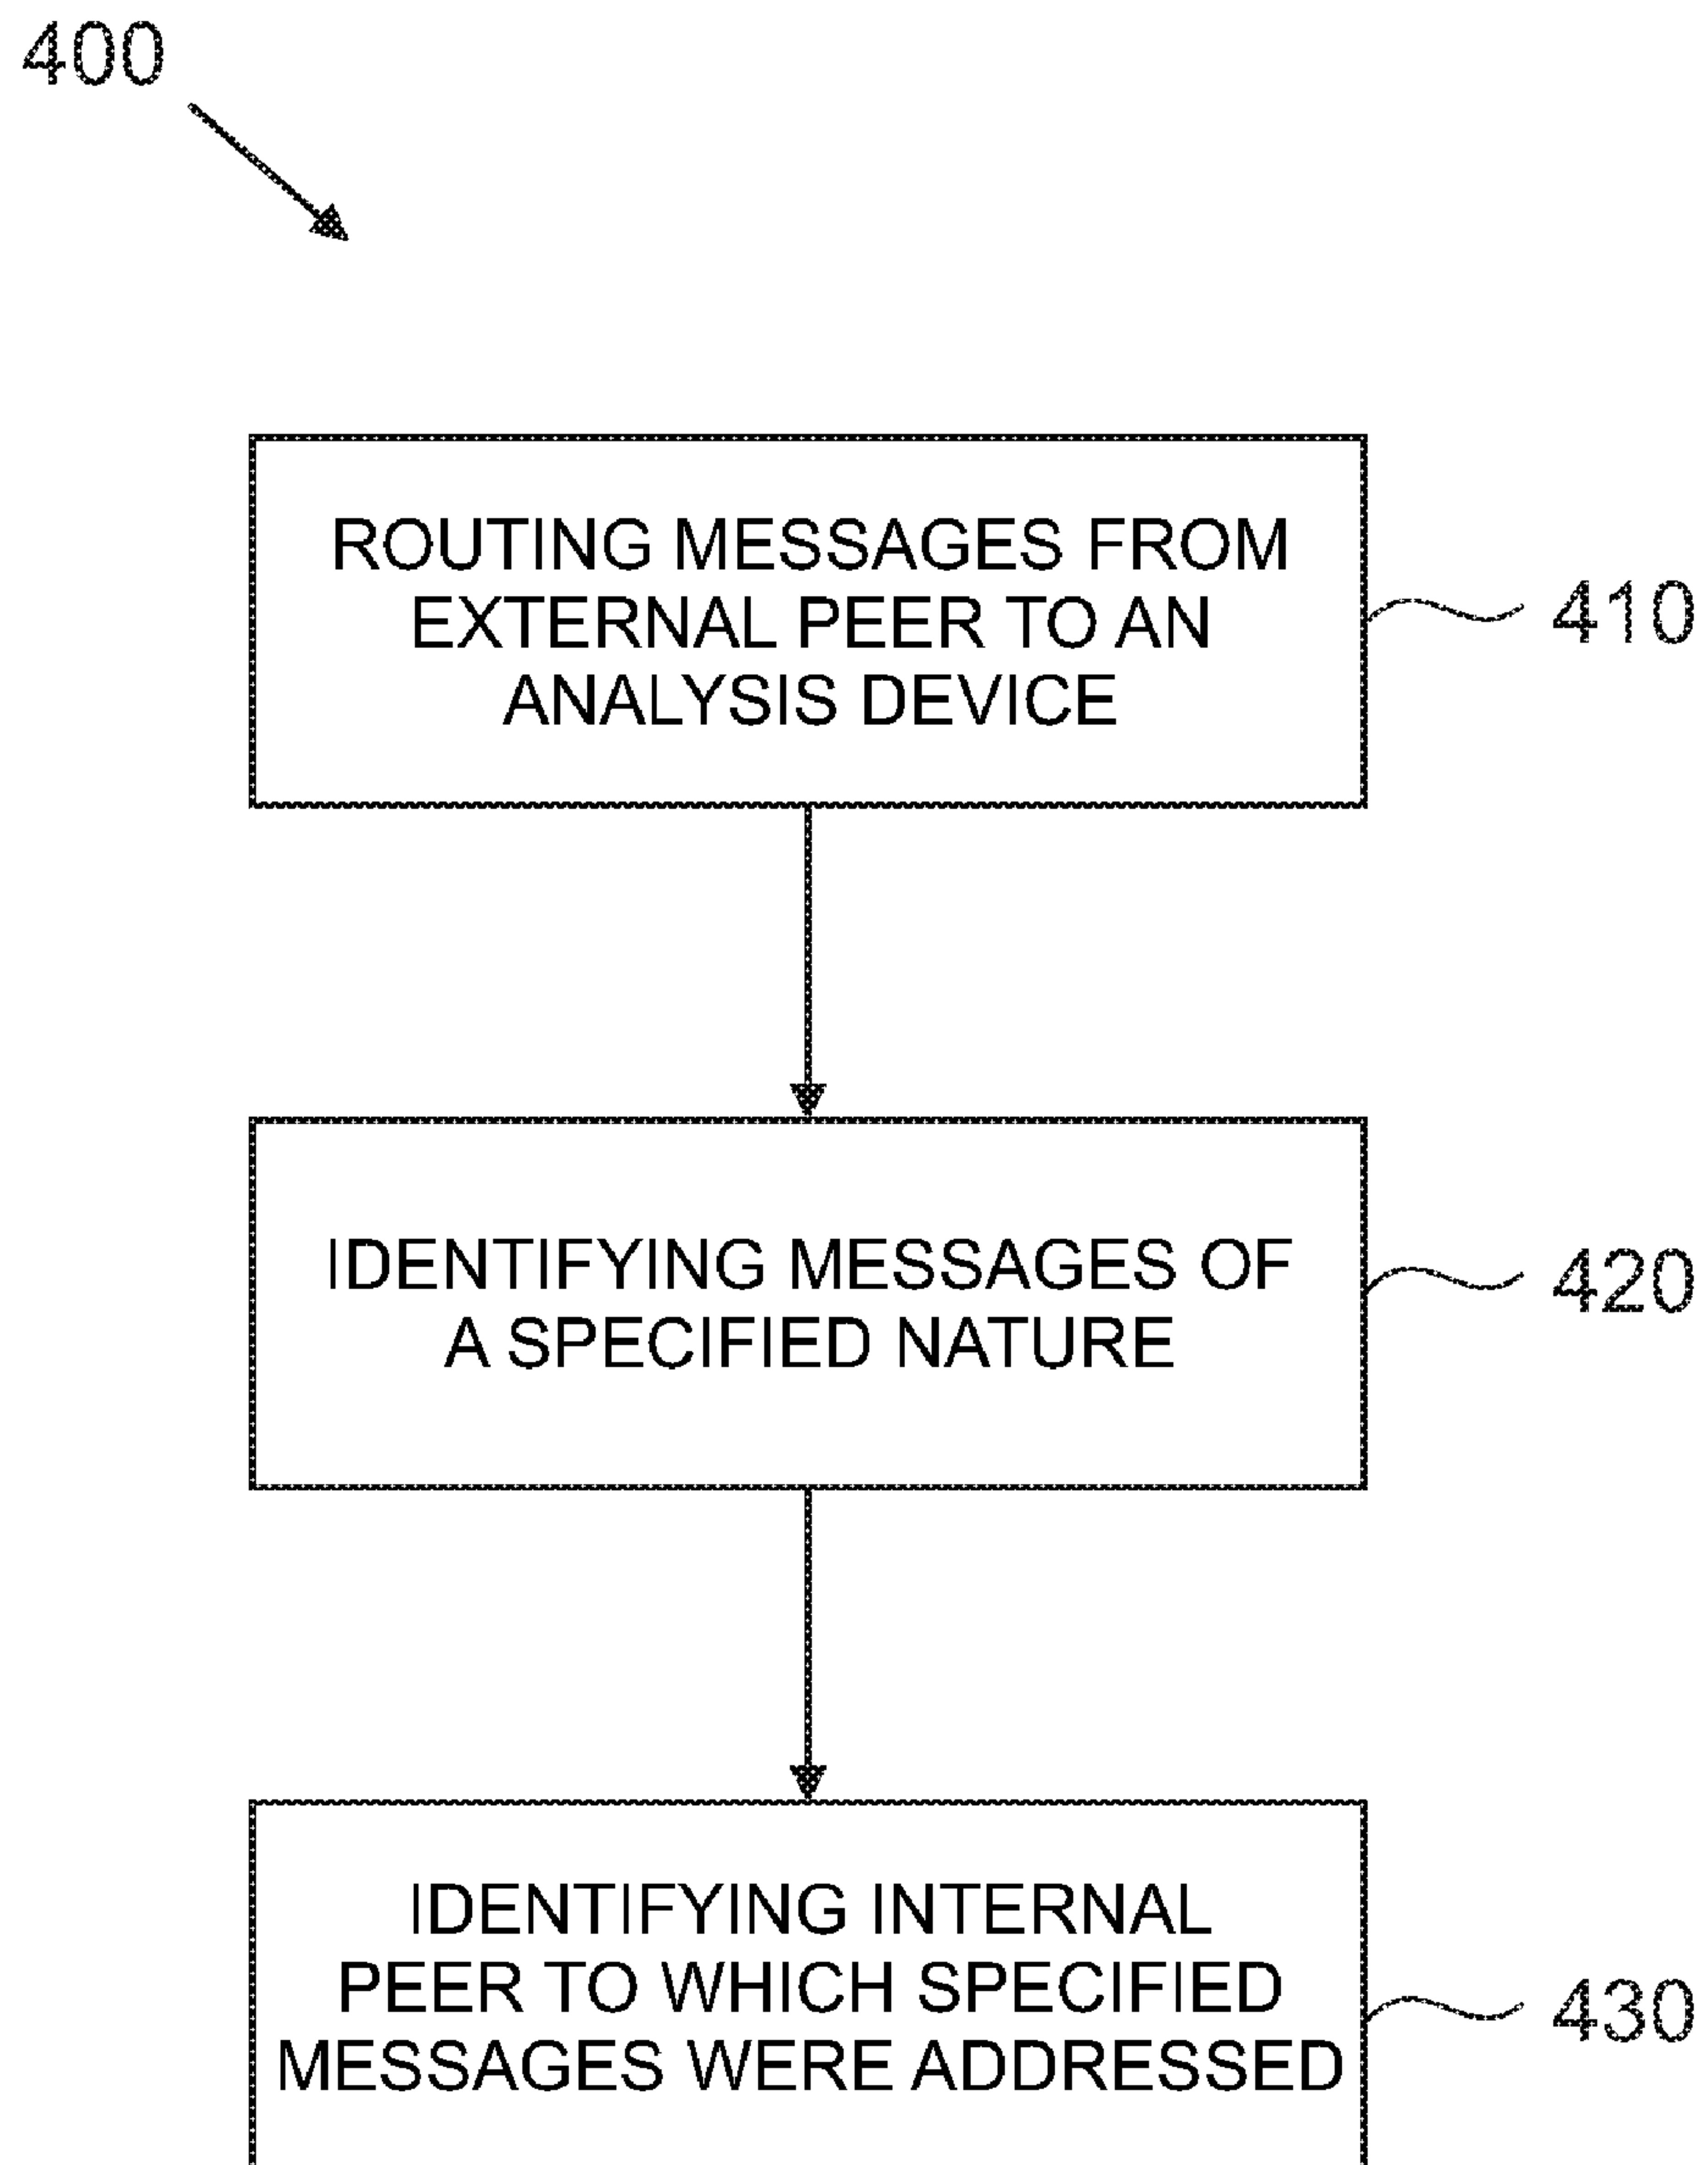 400
ROUTING MESSAGES FROM
EXTERNAL PEER TO AN
ANALYSIS DEVICE
410
IDENTIFYING MESSAGES OF
A SPECIFIED NATURE
420
IDENTIFYING INTERNAL
PEER TO WHICH SPECIFIED
MESSAGES WERE ADDRESSED
430